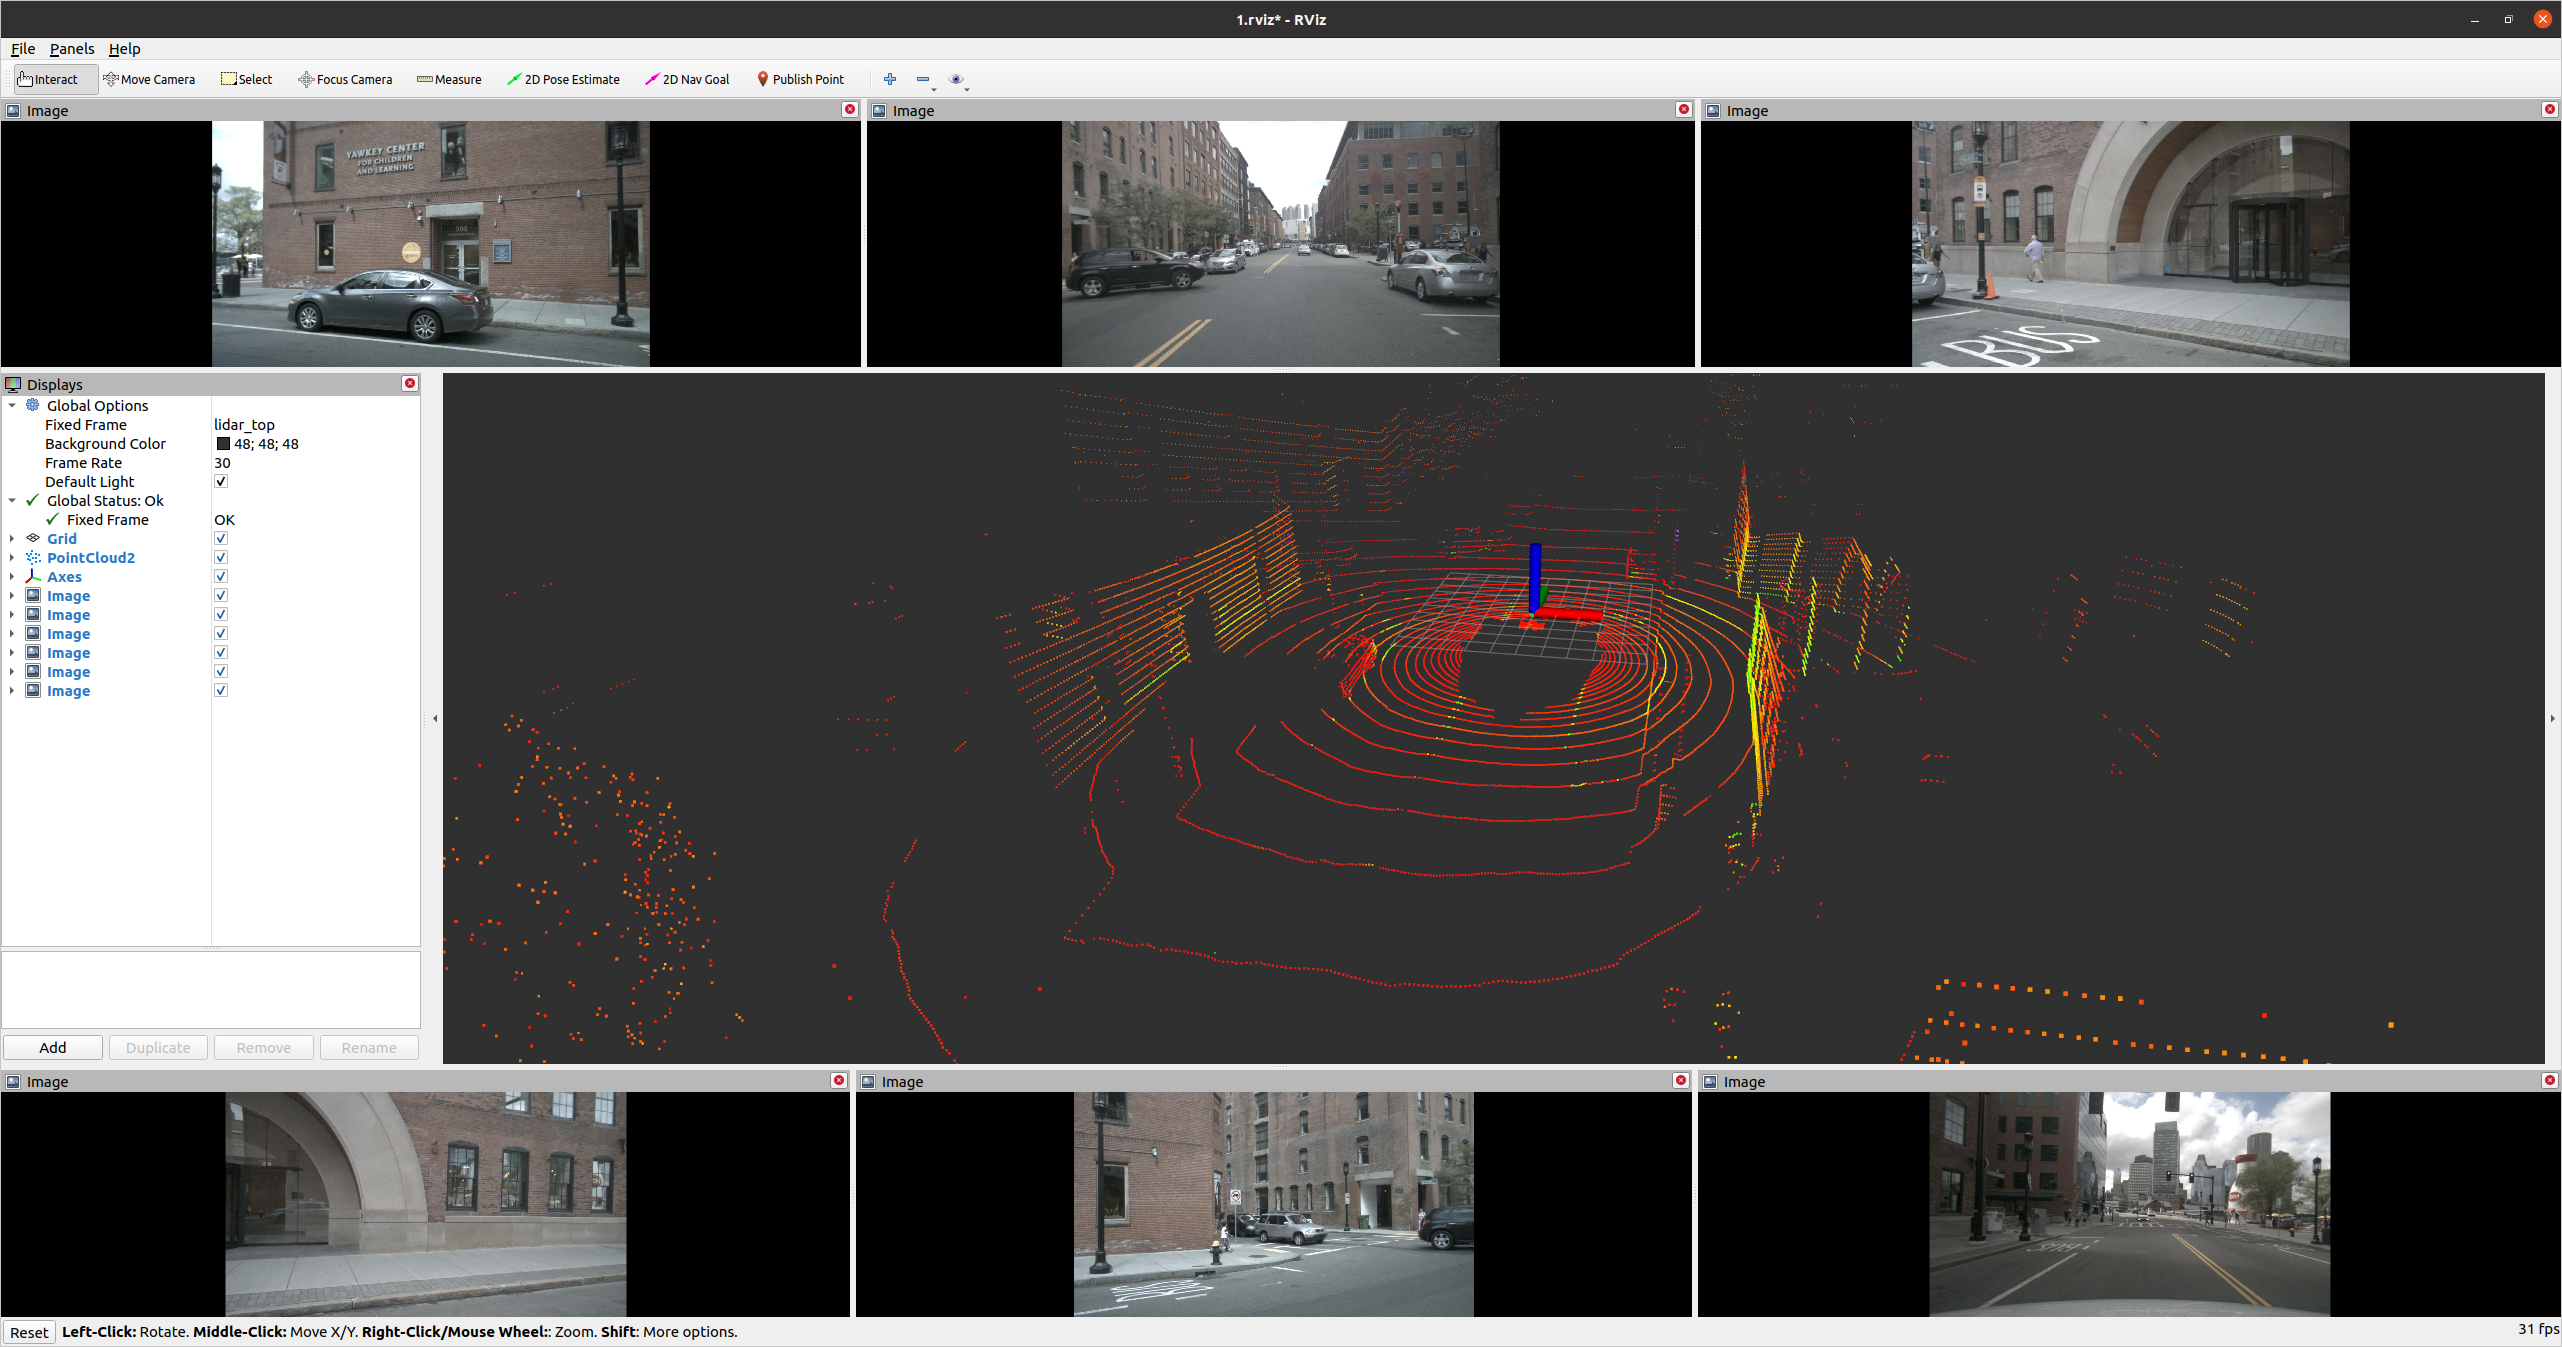 1.rviz* - RViz
File Panels Help
Interact Move Camera Select Focus Camera Measure 2D Pose Estimate 2D Nav Goal Publish Point
Image
Image
Image
YAWKEY CENTER
FOR CHILDREN
AND LEARNING
BUS
Displays
Global Options
Fixed Frame lidar_top
Background Color 48; 48; 48
Frame Rate 30
Default Light
Global Status: Ok
Fixed Frame OK
Grid
PointCloud2
Axes
Image
Image
Image
Image
Image
Image
Add Duplicate Remove Rename
Image
Image
Image
Reset Left-Click: Rotate. Middle-Click: Move X/Y. Right-Click/Mouse Wheel:: Zoom. Shift: More options.
31 fps